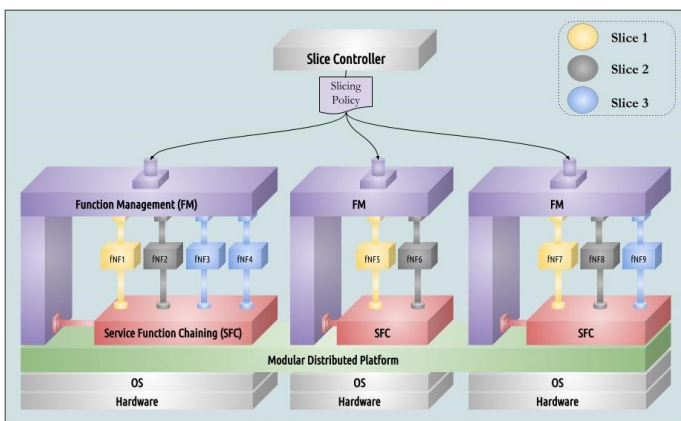 Slice Controller
Slicing
Policy
Slice 1
Slice 2
Slice 3
Function Management (FM)
FM
FM
fNF1
fNF2
fNF3
fNF4
fNF5
fNF6
fNF7
fNF8
fNF9
Service Function Chaining (SFC)
SFC
SFC
Modular Distributed Platform
OS
OS
OS
Hardware
Hardware
Hardware